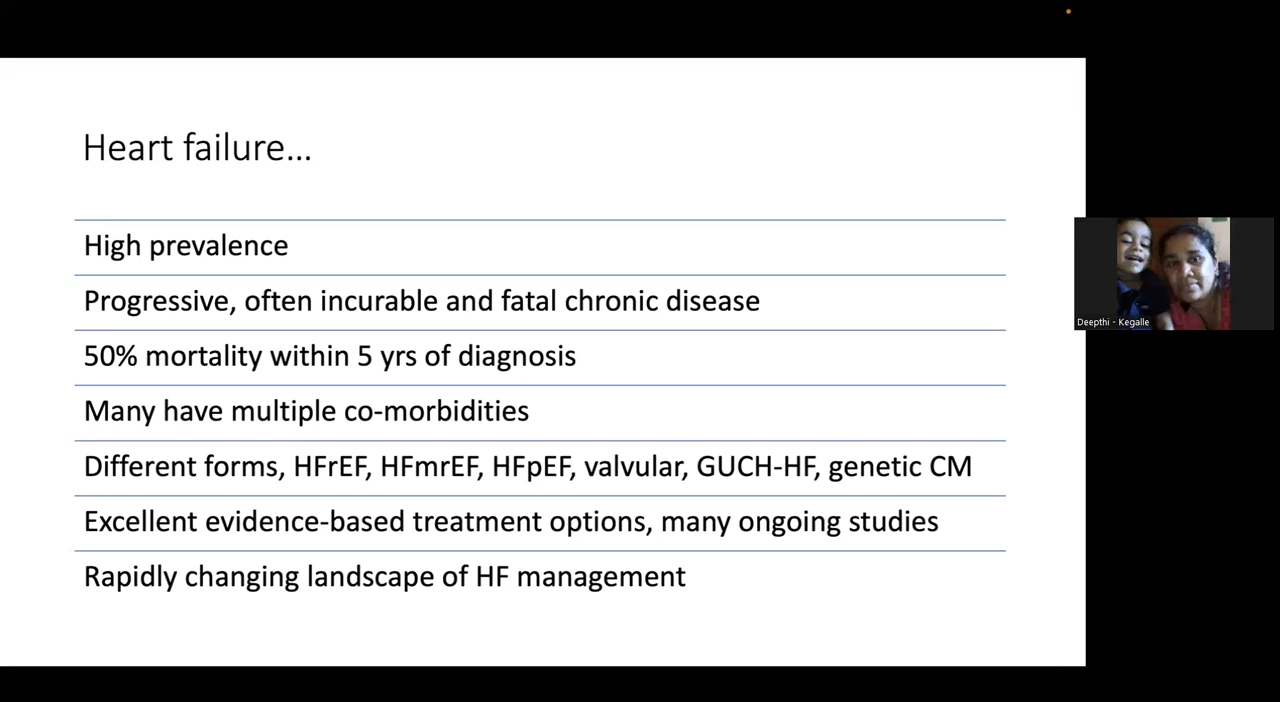 Heart failure...
High prevalence
Progressive, often incurable and fatal chronic disease
50% mortality within 5 yrs of diagnosis
Many have multiple co-morbidities
Different forms, HFrEF, HFmrEF, HFpEF, valvular, GUCH-HF, genetic CM
Excellent evidence-based treatment options, many ongoing studies
Rapidly changing landscape of HF management
Deepthi - Kegalle